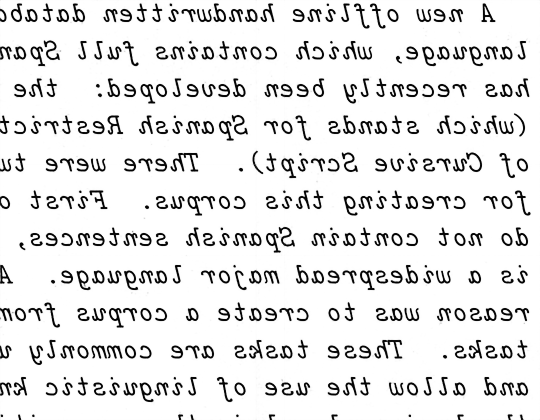 A new offline handwritten databa
language, which contains full Span
has recently been developed: the
(which stands for Spanish Restrict
of Cursive Script). There were tw
for creating this corpus. First o
do not contain Spanish sentences,
is a widespread major language. A
reason was to create a corpus from
tasks. These tasks are commonly u
and allow the use of linguistic kn